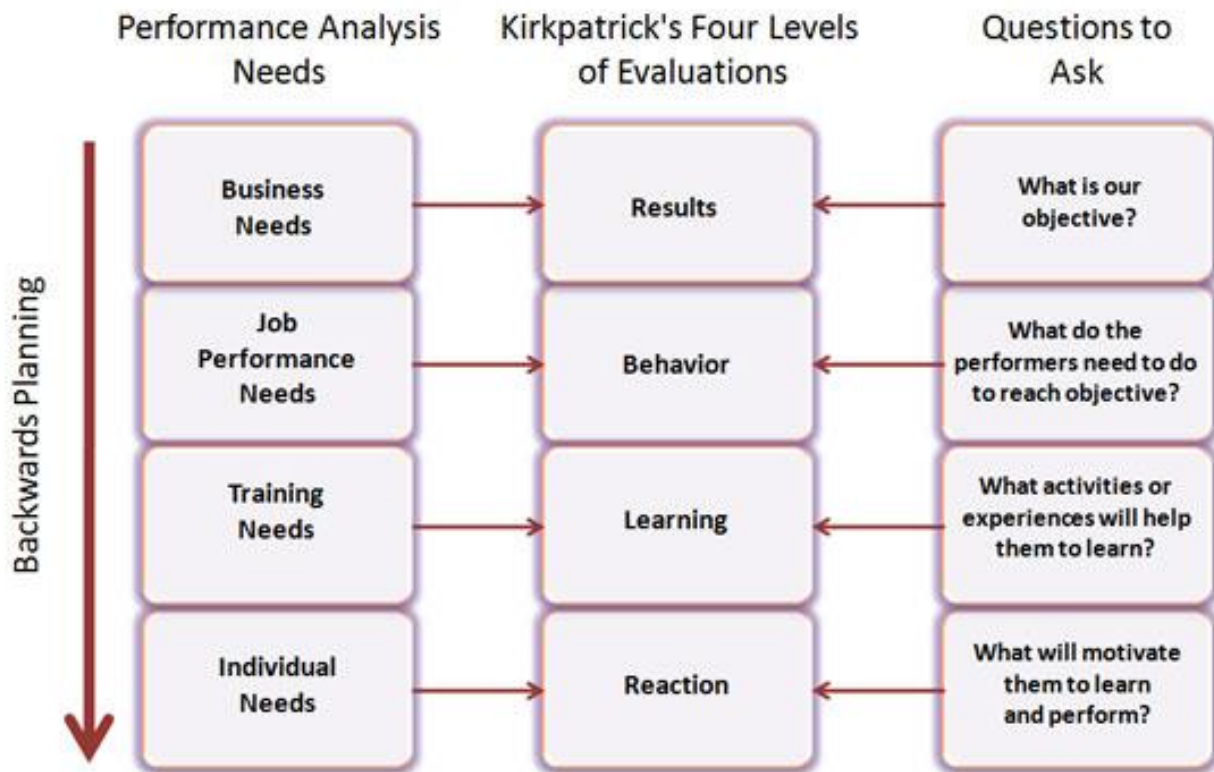 Performance Analysis
Needs
Kirkpatrick's Four Levels
of Evaluations
Questions to
Ask
Backwards Planning
Business
Needs
Results
What is our
objective?
Job
Performance
Needs
Behavior
What do the
performers need to do
to reach objective?
Training
Needs
Learning
What activities or
experiences will help
them to learn?
Individual
Needs
Reaction
What will motivate
them to learn
and perform?